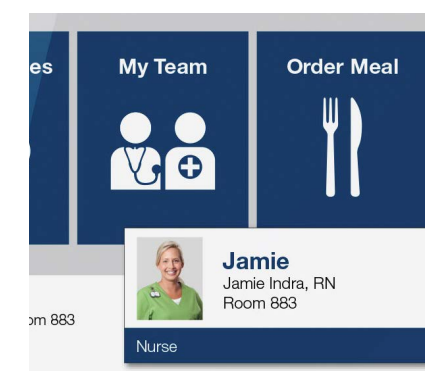 es
My Team
Order Meal
Jamie
Jamie Indra, RN
Room 883
om 883
Nurse